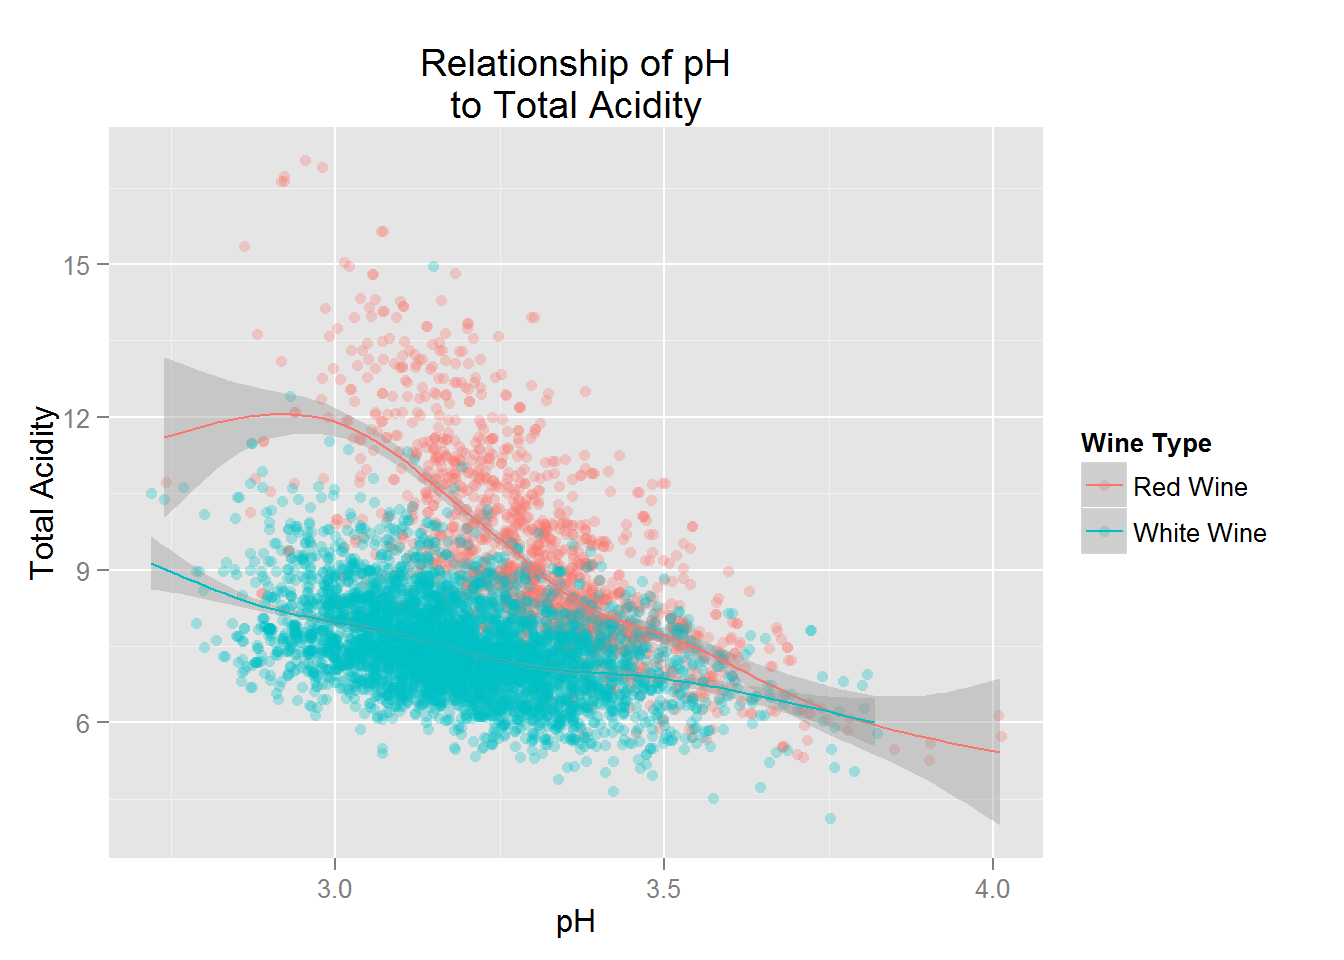 Relationship of pH
to Total Acidity
Total Acidity
15
12
9
6
3.0
3.5
4.0
pH
Wine Type
Red Wine
White Wine